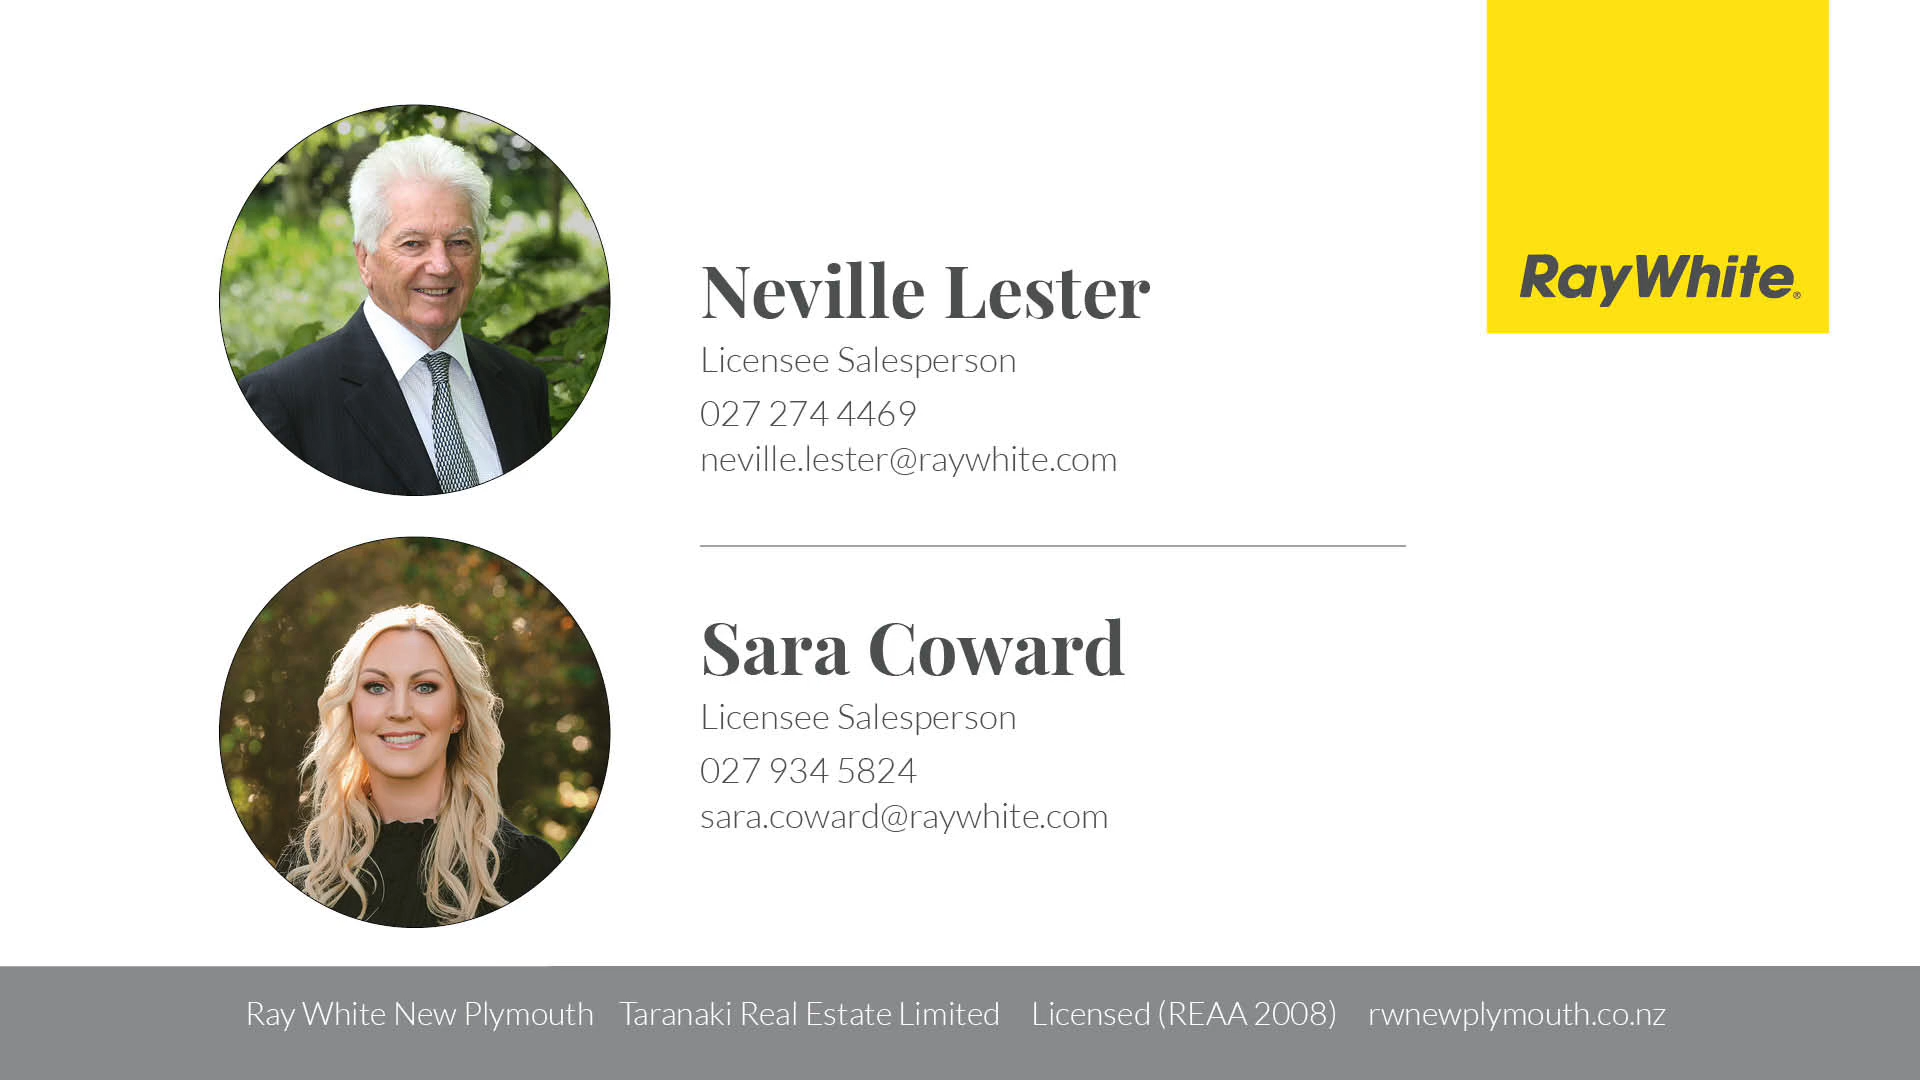 RayWhite®
Neville Lester
Licensee Salesperson
027 274 4469
neville.lester@raywhite.com
Sara Coward
Licensee Salesperson
027 934 5824
sara.coward@raywhite.com
Ray White New Plymouth Taranaki Real Estate Limited Licensed (REAA 2008) rwnewplymouth.co.nz